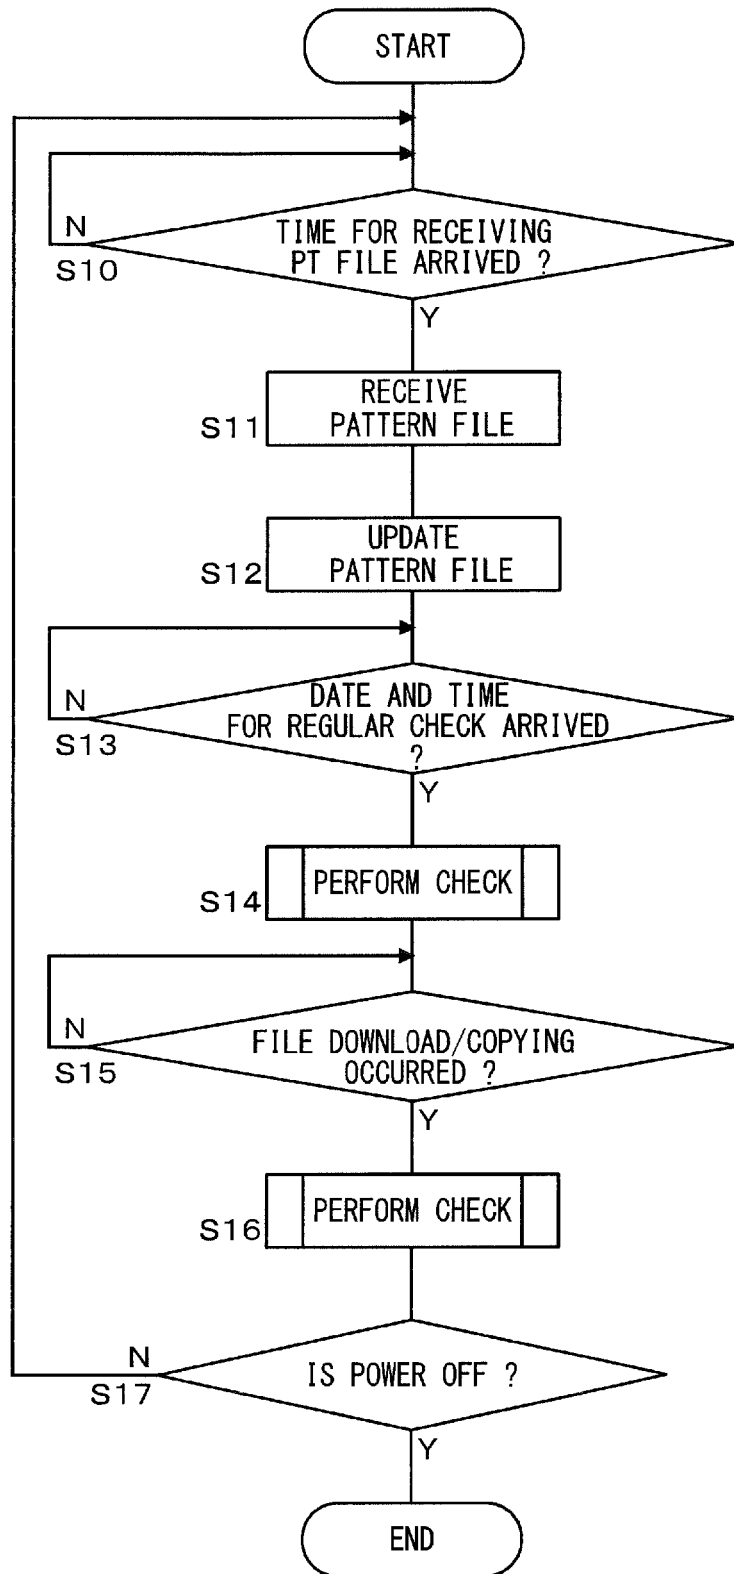 START
N
S10
TIME FOR RECEIVING
PT FILE ARRIVED ?
Y
S11
RECEIVE
PATTERN FILE
S12
UPDATE
PATTERN FILE
N
S13
DATE AND TIME
FOR REGULAR CHECK ARRIVED
?
Y
S14
PERFORM CHECK
N
S15
FILE DOWNLOAD/COPYING
OCCURRED ?
Y
S16
PERFORM CHECK
N
S17
IS POWER OFF ?
Y
END